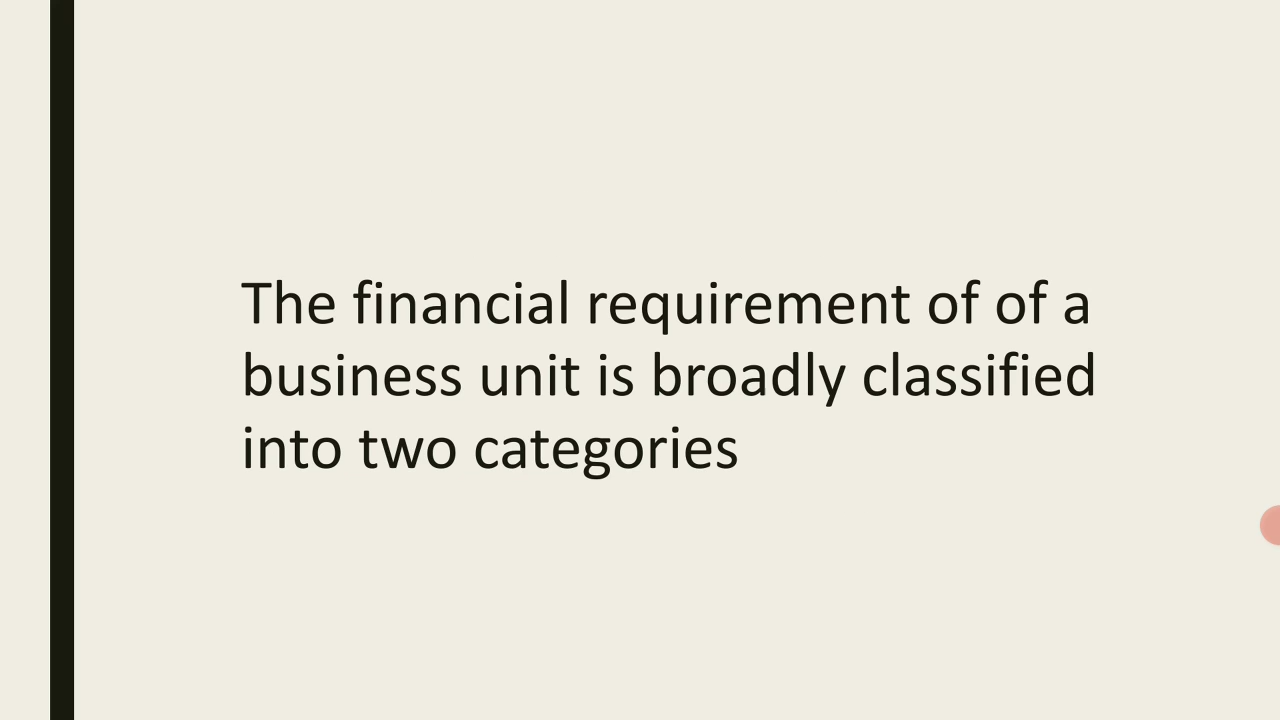 The financial requirement of of a
business unit is broadly classified
into two categories